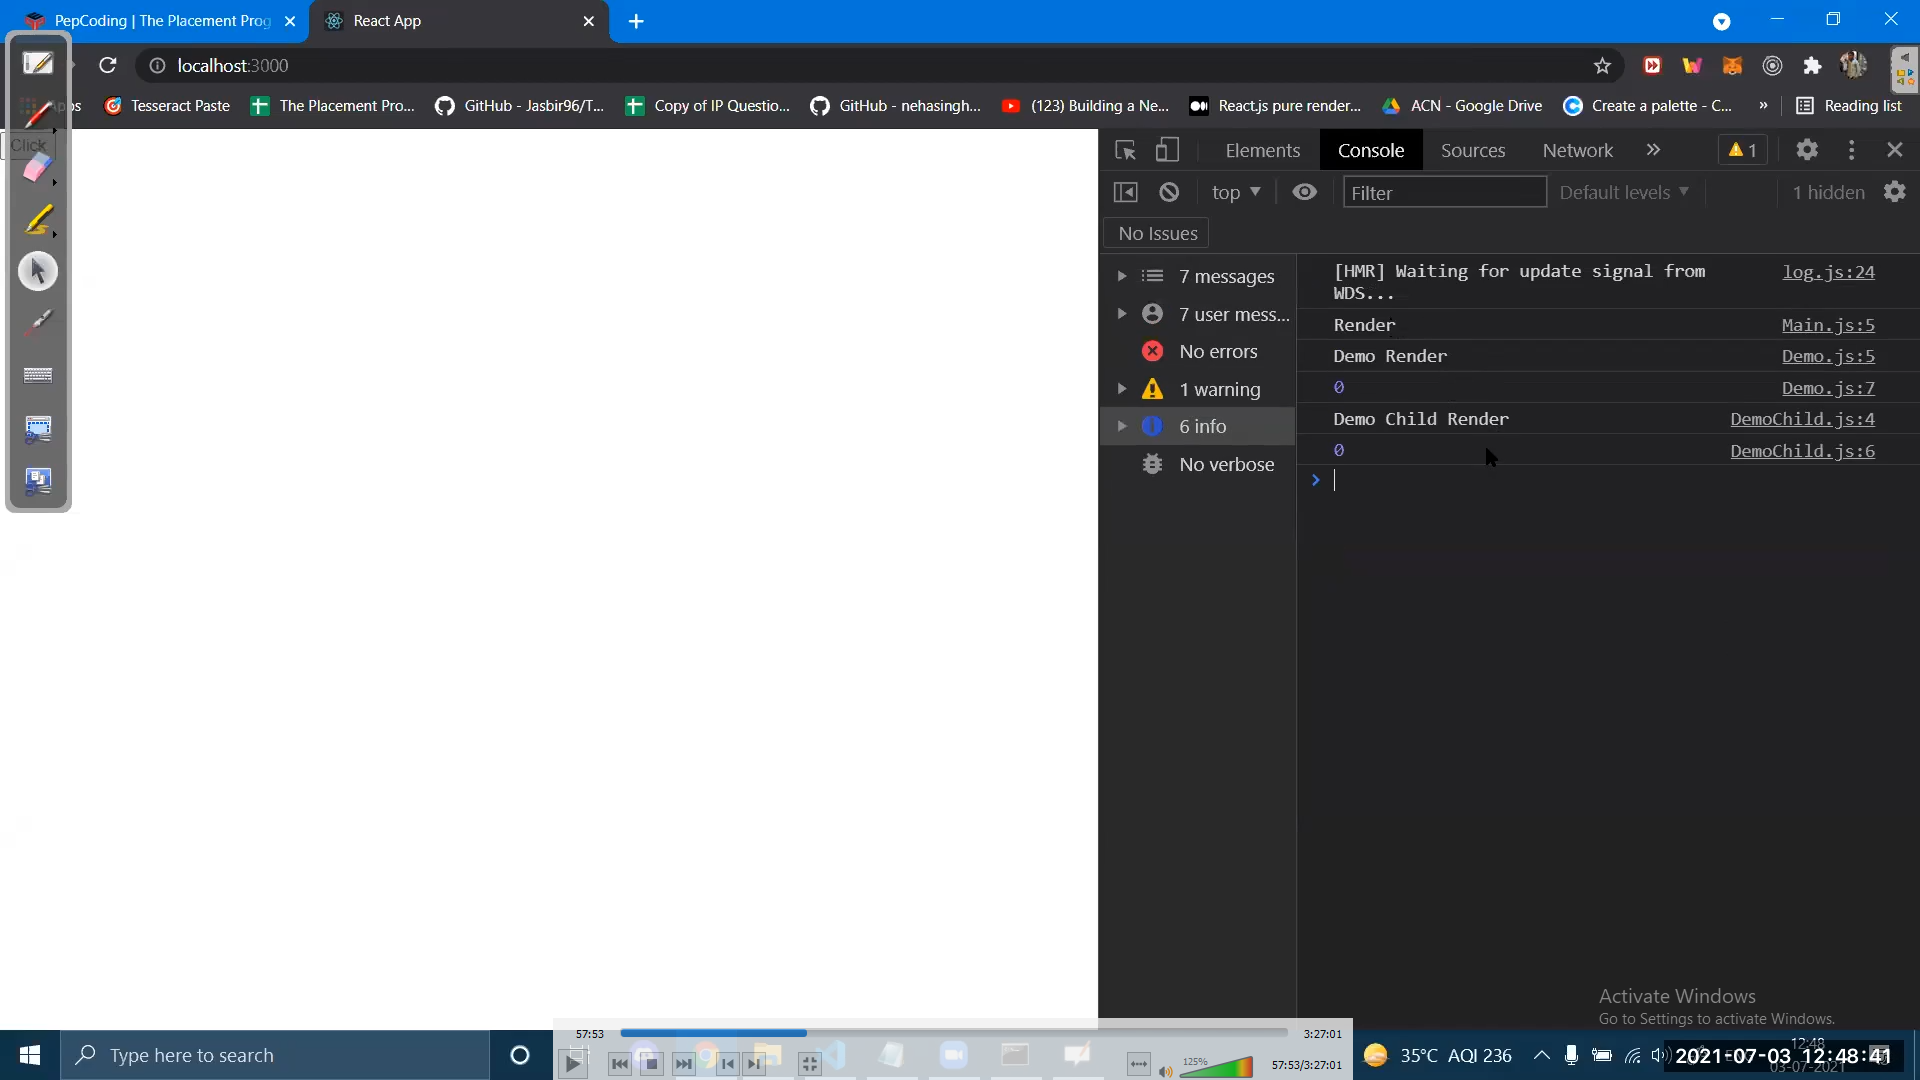 PepCoding | The Placement Prog
React App
localhost:3000
Apps
Tesseract Paste
The Placement Pro...
GitHub - Jasbir96/T...
Copy of IP Questio...
GitHub - nehasingh...
(123) Building a Ne...
React.js pure render...
ACN - Google Drive
Create a palette - C...
»
Reading list
Click
Elements
Console
Sources
Network
»
1
top
Filter
Default levels
1 hidden
No Issues
7 messages
7 user mess...
No errors
1 warning
6 info
No verbose
[HMR] Waiting for update signal from
WDS...
log.js:24
Render
Main.js:5
Demo Render
Demo.js:5
0
Demo.js:7
Demo Child Render
DemoChild.js:4
0
DemoChild.js:6
Activate Windows
Go to Settings to activate Windows.
57:53
3:27:01
Type here to search
125%
57:53/3:27:01
35°C AQI 236
12:48
03-07-2021
2021-07-03 12:48:41